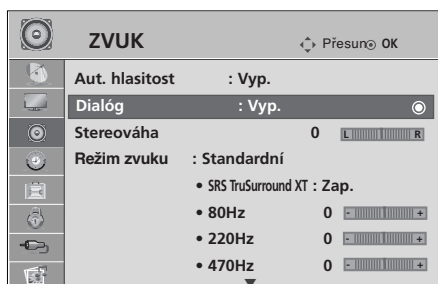 ZVUK Přesun OK
Aut. hlasitost : Vyp.
Dialóg : Vyp.
Stereováha 0 L R
Režim zvuku : Standardní
• SRS TruSurround XT : Zap.
• 80Hz 0 - +
• 220Hz 0 - +
• 470Hz 0 - +